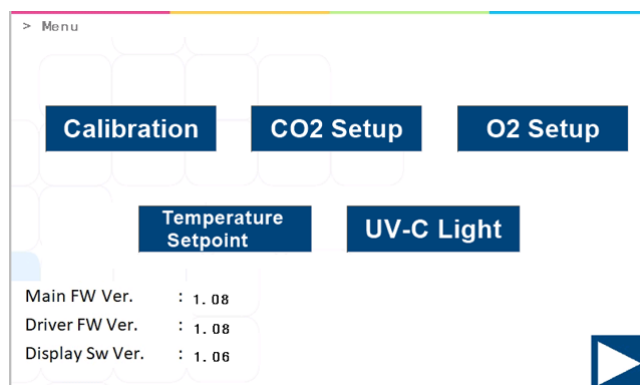 > Menu
Calibration
CO2 Setup
O2 Setup
Temperature
Setpoint
UV-C Light
Main FW Ver. : 1.08
Driver FW Ver. : 1.08
Display Sw Ver. : 1.06